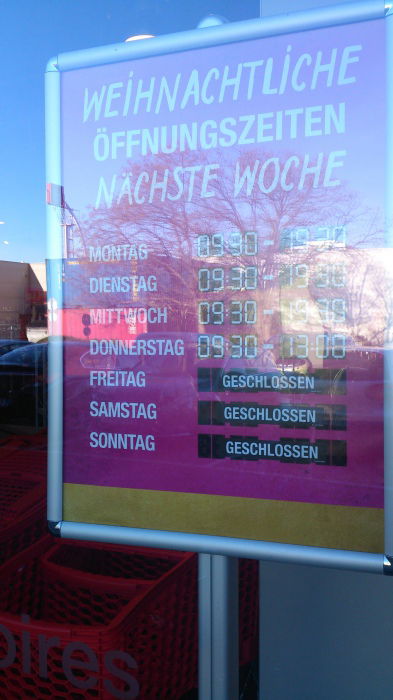 WEIHNACHTLICHE
ÖFFNUNGSZEITEN
NÄCHSTE WOCHE
MONTAG 09:30 - 19:30
DIENSTAG 09:30 - 19:30
MITTWOCH 09:30 - 19:30
DONNERSTAG 09:30 - 13:00
FREITAG GESCHLOSSEN
SAMSTAG GESCHLOSSEN
SONNTAG GESCHLOSSEN